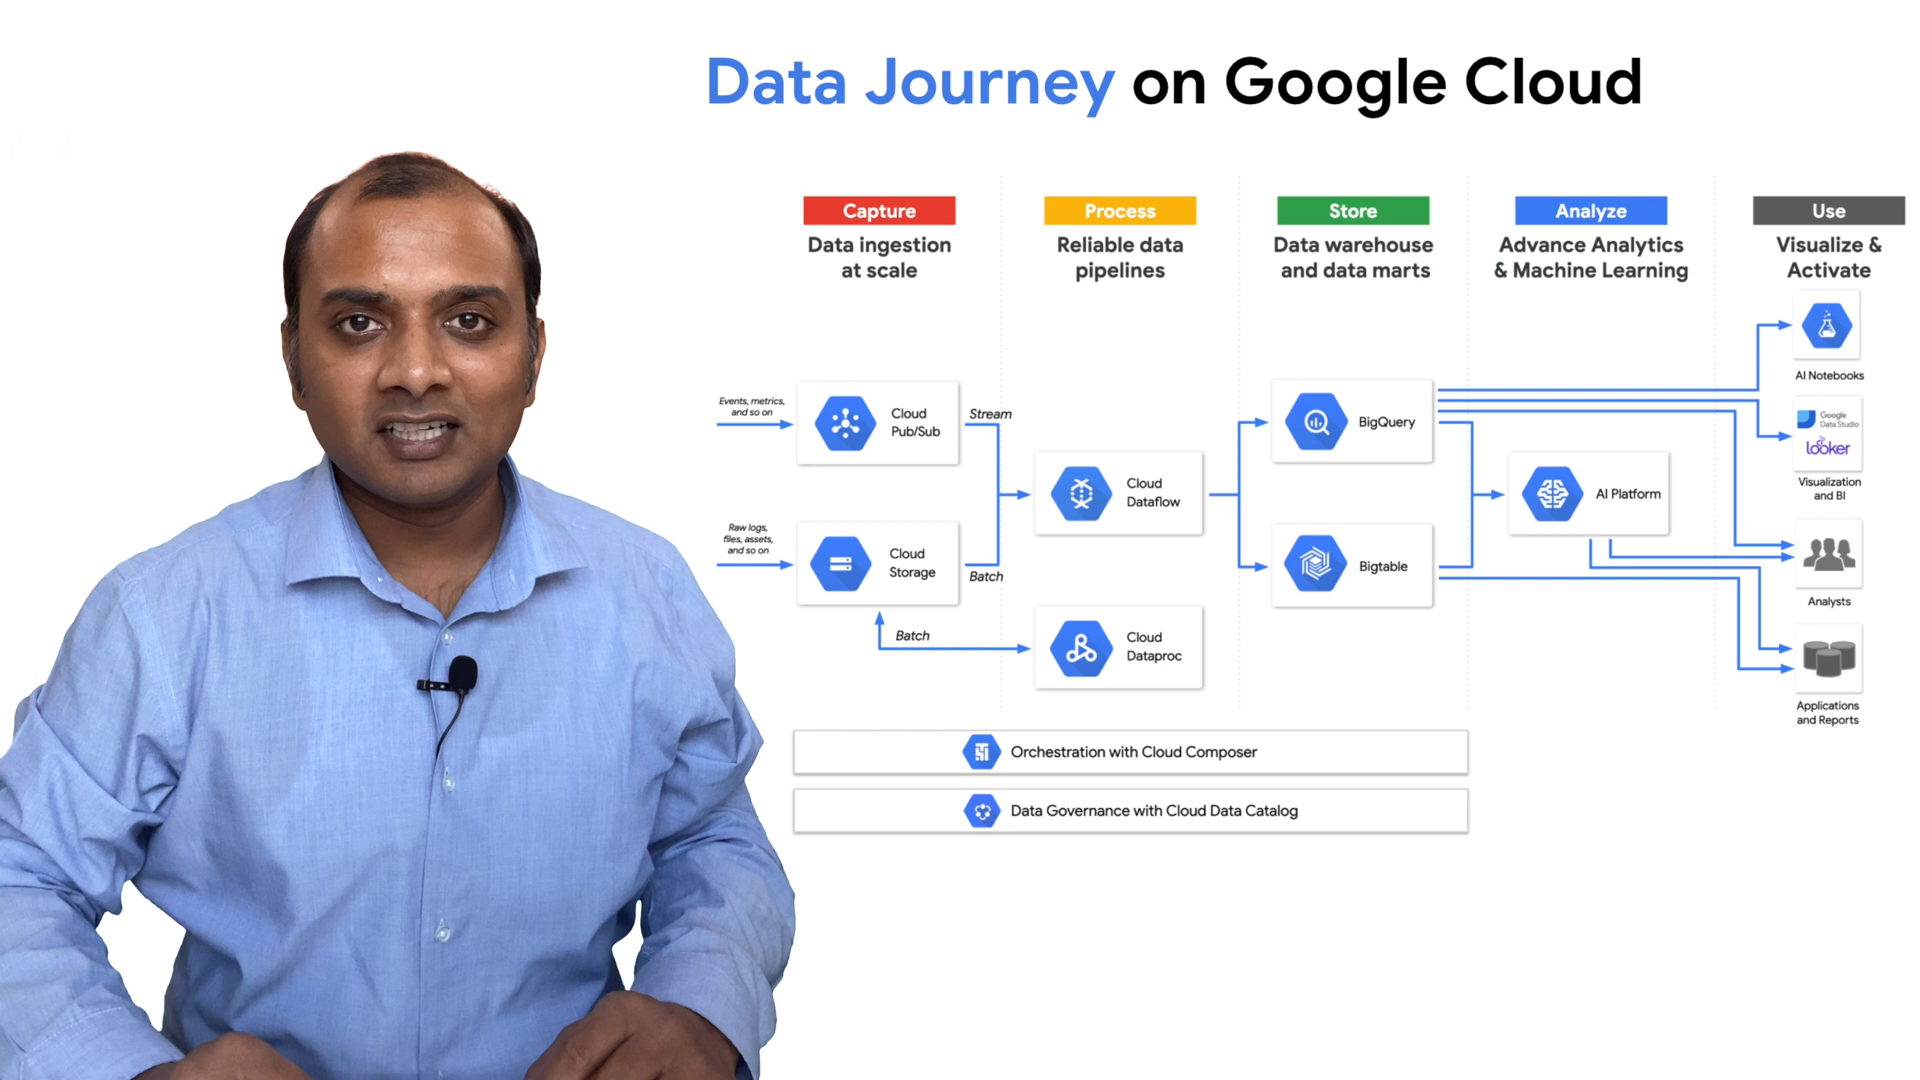 Data Journey on Google Cloud
Capture
Data ingestion
at scale
Process
Reliable data
pipelines
Store
Data warehouse
and data marts
Analyze
Advance Analytics
& Machine Learning
Use
Visualize &
Activate
Events, metrics,
and so on
Cloud
Pub/Sub
Stream
Raw logs,
files, assets,
and so on
Cloud
Storage
Batch
Batch
Cloud
Dataflow
Cloud
Dataproc
BigQuery
Bigtable
AI Platform
AI Notebooks
Google
Data Studio
looker
Visualization
and BI
Analysts
Applications
and Reports
Orchestration with Cloud Composer
Data Governance with Cloud Data Catalog